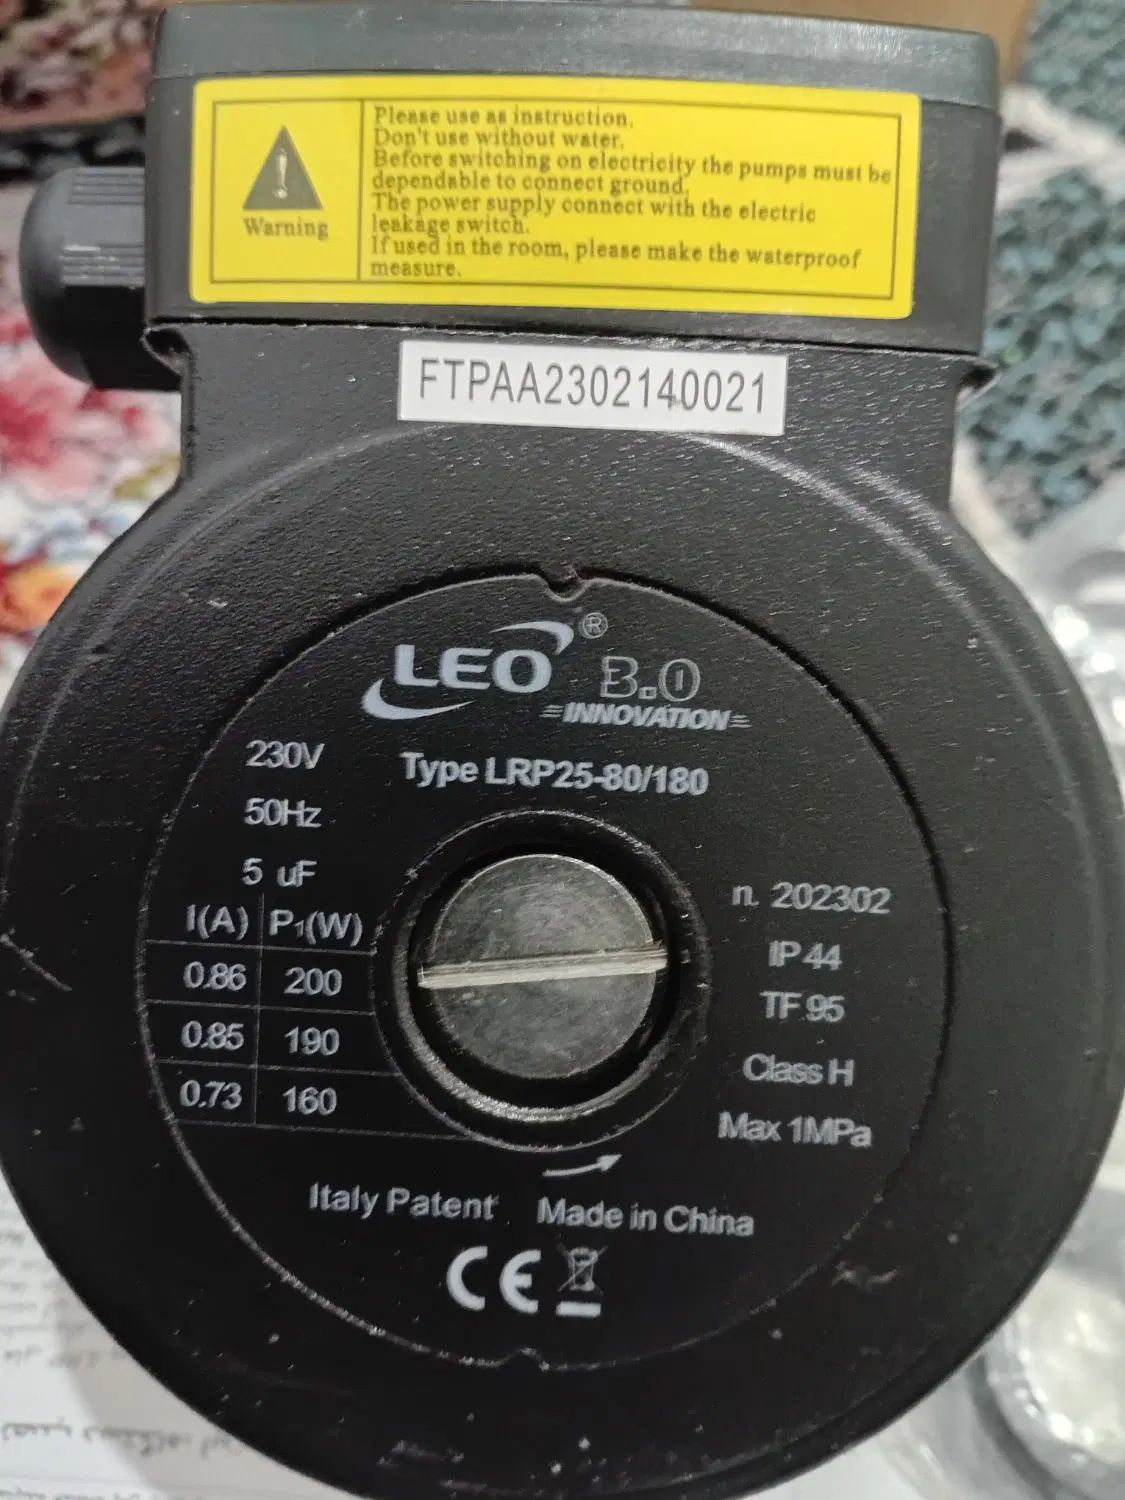 Please use as instruction.
Don't use without water.
Before switching on electricity the pumps must be
dependable to connect ground.
The power supply connect with the electric
leakage switch.
If used in the room, please make the waterproof
measure.
Warning
FTPAA2302140021
LEO® 3.0
INNOVATION
230V
Type LRP25-80/180
50Hz
5 uF
I(A) P1(W)
0.86 200
0.85 190
0.73 160
n. 202302
IP 44
TF 95
Class H
Max 1MPa
Italy Patent Made in China
CE